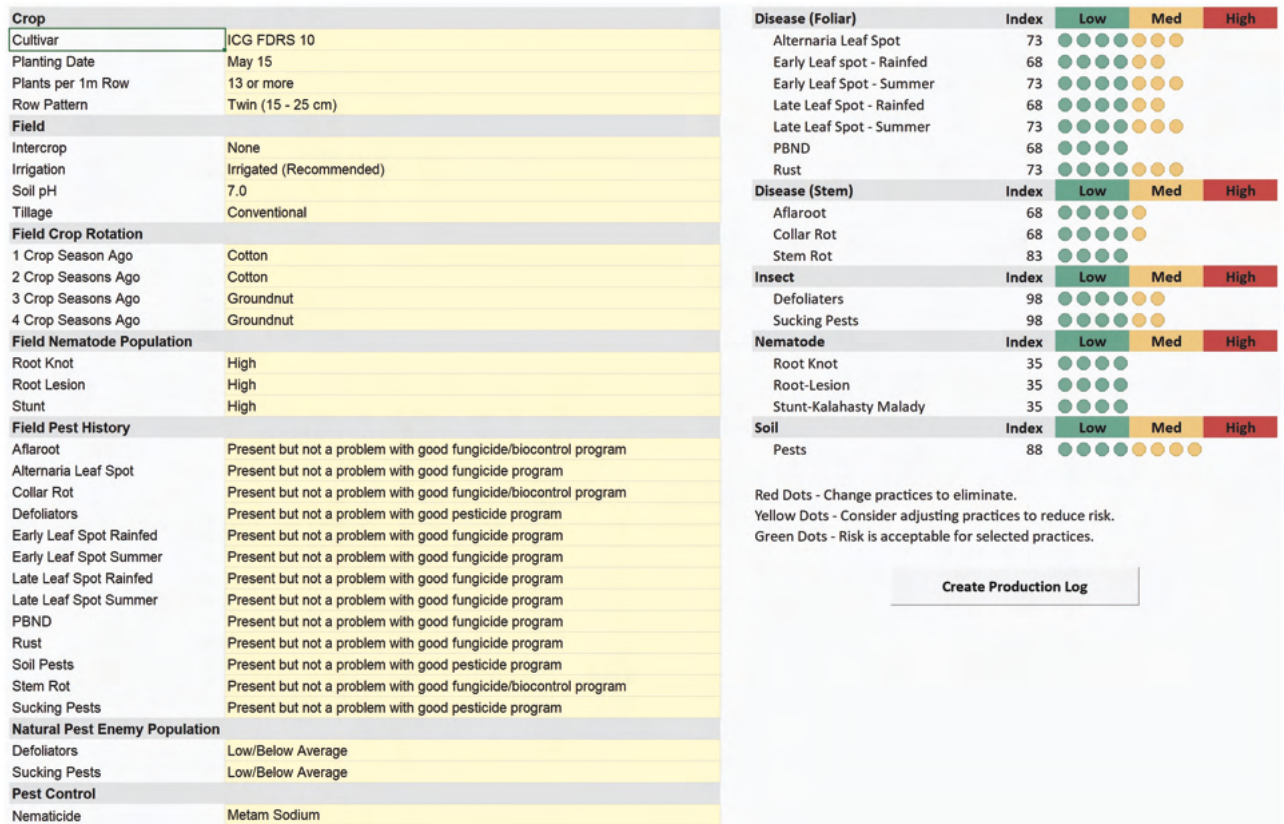 Crop
Cultivar ICG FDRS 10
Planting Date May 15
Plants per 1m Row 13 or more
Row Pattern Twin (15 - 25 cm)
Field
Intercrop None
Irrigation Irrigated (Recommended)
Soil pH 7.0
Tillage Conventional
Field Crop Rotation
1 Crop Season Ago Cotton
2 Crop Seasons Ago Cotton
3 Crop Seasons Ago Groundnut
4 Crop Seasons Ago Groundnut
Field Nematode Population
Root Knot High
Root Lesion High
Stunt High
Field Pest History
Aflaroot Present but not a problem with good fungicide/biocontrol program
Alternaria Leaf Spot Present but not a problem with good fungicide program
Collar Rot Present but not a problem with good fungicide/biocontrol program
Defoliators Present but not a problem with good pesticide program
Early Leaf Spot Rainfed Present but not a problem with good fungicide program
Early Leaf Spot Summer Present but not a problem with good fungicide program
Late Leaf Spot Rainfed Present but not a problem with good fungicide program
Late Leaf Spot Summer Present but not a problem with good fungicide program
PBND Present but not a problem with good fungicide program
Rust Present but not a problem with good fungicide program
Soil Pests Present but not a problem with good pesticide program
Stem Rot Present but not a problem with good fungicide/biocontrol program
Sucking Pests Present but not a problem with good pesticide program
Natural Pest Enemy Population
Defoliators Low/Below Average
Sucking Pests Low/Below Average
Pest Control
Nematicide Metam Sodium
Disease (Foliar) Index Low Med High
Alternaria Leaf Spot 73
Early Leaf spot - Rainfed 68
Early Leaf Spot - Summer 73
Late Leaf Spot - Rainfed 68
Late Leaf Spot - Summer 73
PBND 68
Rust 73
Disease (Stem) Index Low Med High
Aflaroot 68
Collar Rot 68
Stem Rot 83
Insect Index Low Med High
Defoliaters 98
Sucking Pests 98
Nematode Index Low Med High
Root Knot 35
Root-Lesion 35
Stunt-Kalahasty Malady 35
Soil Index Low Med High
Pests 88
Red Dots - Change practices to eliminate.
Yellow Dots - Consider adjusting practices to reduce risk.
Green Dots - Risk is acceptable for selected practices.
Create Production Log